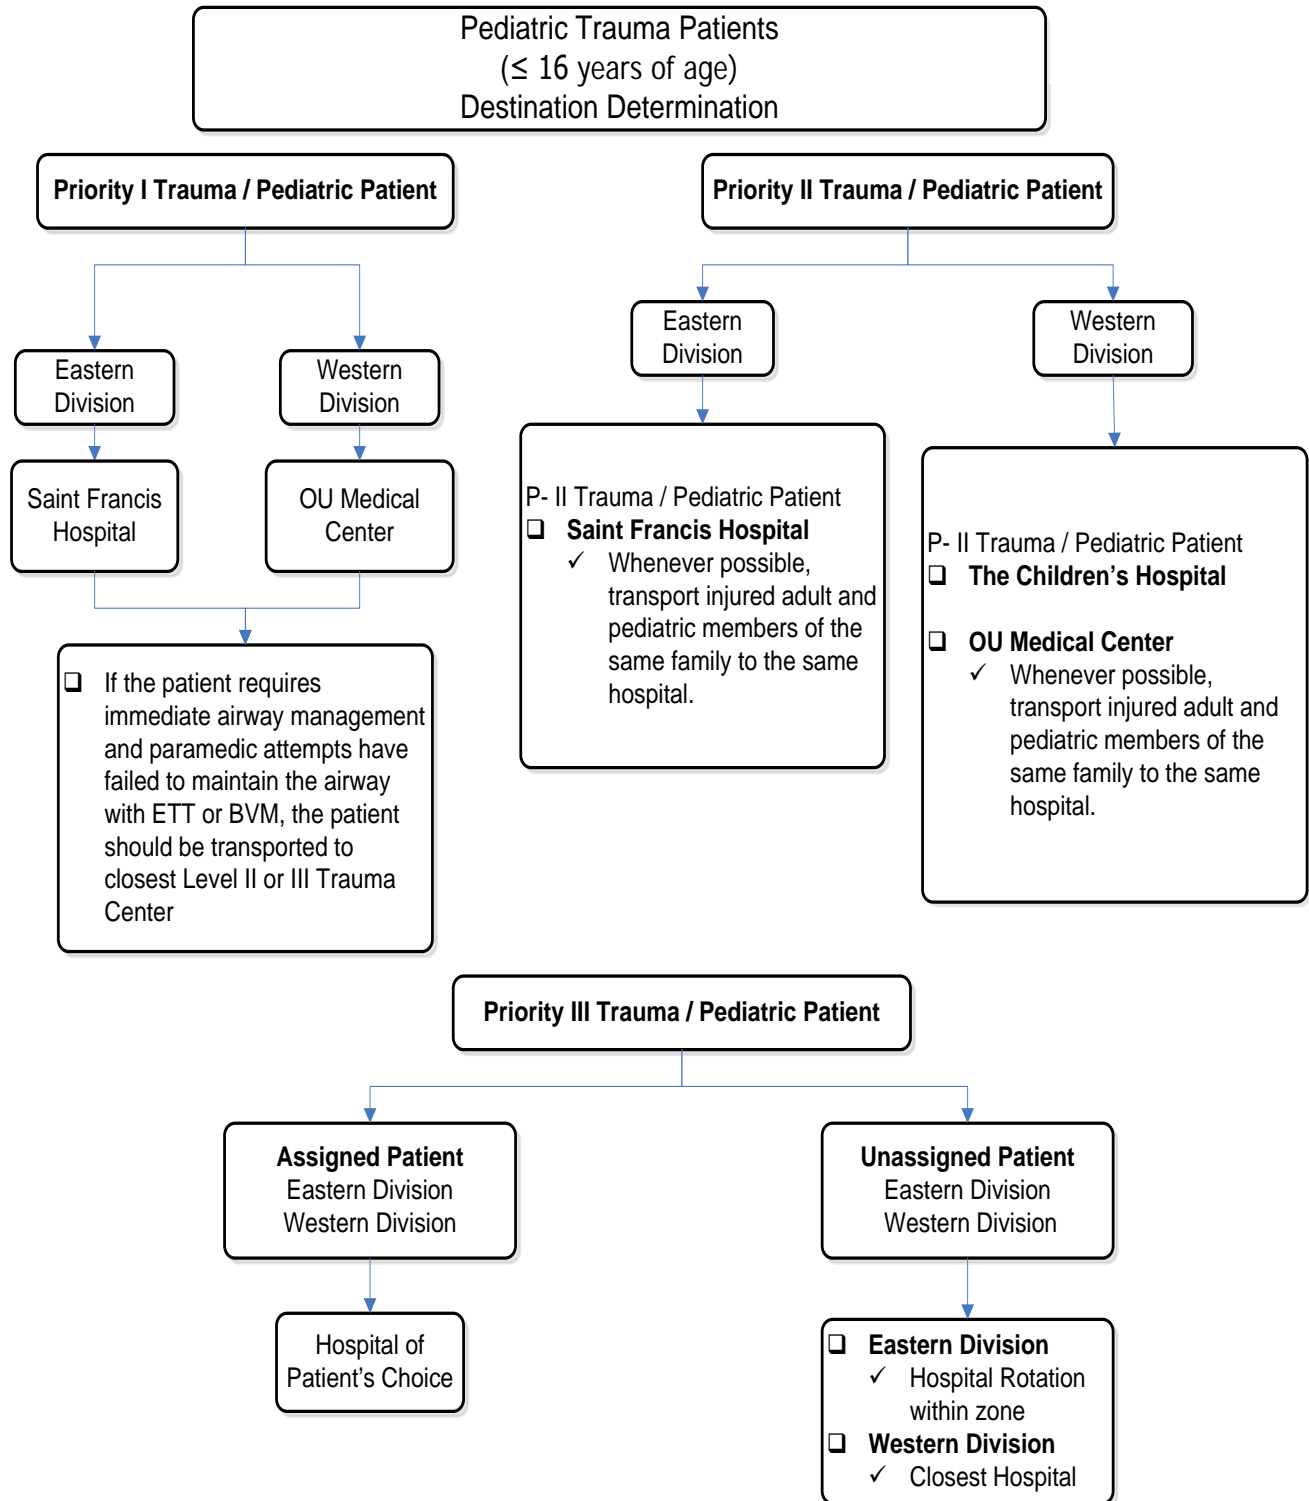 Pediatric Trauma Patients
(≤ 16 years of age)
Destination Determination
Priority I Trauma / Pediatric Patient
Priority II Trauma / Pediatric Patient
Eastern
Division
Western
Division
Saint Francis
Hospital
OU Medical
Center
❑ If the patient requires
immediate airway management
and paramedic attempts have
failed to maintain the airway
with ETT or BVM, the patient
should be transported to
closest Level II or III Trauma
Center
Eastern
Division
Western
Division
P- II Trauma / Pediatric Patient
❑ Saint Francis Hospital
✓ Whenever possible,
transport injured adult and
pediatric members of the
same family to the same
hospital.
P- II Trauma / Pediatric Patient
❑ The Children’s Hospital
❑ OU Medical Center
✓ Whenever possible,
transport injured adult and
pediatric members of the
same family to the same
hospital.
Priority III Trauma / Pediatric Patient
Assigned Patient
Eastern Division
Western Division
Hospital of
Patient’s Choice
Unassigned Patient
Eastern Division
Western Division
❑ Eastern Division
✓ Hospital Rotation
within zone
❑ Western Division
✓ Closest Hospital